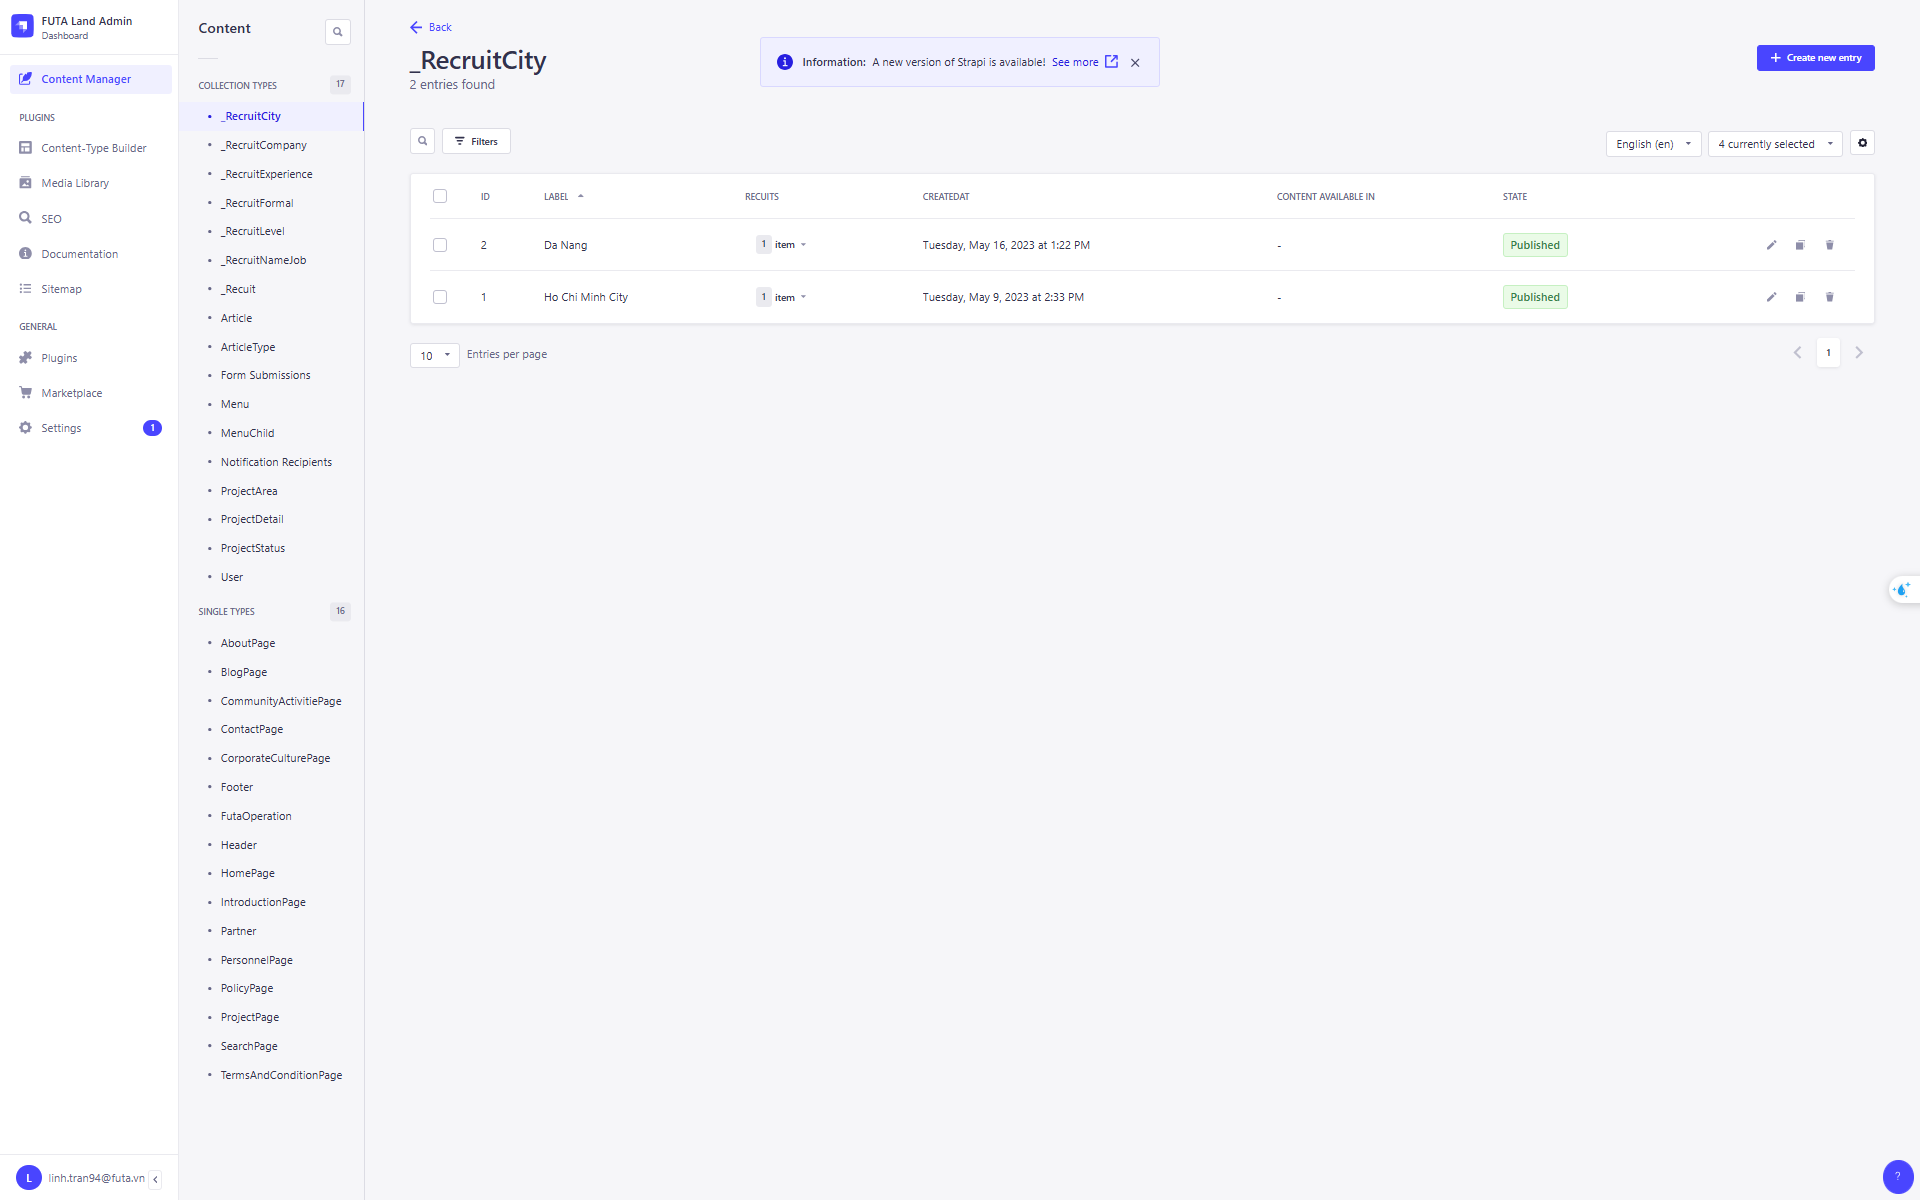 FUTA Land Admin
Dashboard
Content Manager
PLUGINS
Content-Type Builder
Media Library
SEO
Documentation
Sitemap
GENERAL
Plugins
Marketplace
Settings
1
L
linh.tran94@futa.vn
Content
COLLECTION TYPES
17
_RecruitCity
_RecruitCompany
_RecruitExperience
_RecruitFormal
_RecruitLevel
_RecruitNameJob
_Recuit
Article
ArticleType
Form Submissions
Menu
MenuChild
Notification Recipients
ProjectArea
ProjectDetail
ProjectStatus
User
SINGLE TYPES
16
AboutPage
BlogPage
CommunityActivitiePage
ContactPage
CorporateCulturePage
Footer
FutaOperation
Header
HomePage
IntroductionPage
Partner
PersonnelPage
PolicyPage
ProjectPage
SearchPage
TermsAndConditionPage
Back
_RecruitCity
2 entries found
Information: A new version of Strapi is available! See more
Create new entry
Filters
English (en)
4 currently selected
ID LABEL RECUITS CREATEDAT CONTENT AVAILABLE IN STATE
2 Da Nang 1 item Tuesday, May 16, 2023 at 1:22 PM - Published
1 Ho Chi Minh City 1 item Tuesday, May 9, 2023 at 2:33 PM - Published
10 Entries per page
1
?